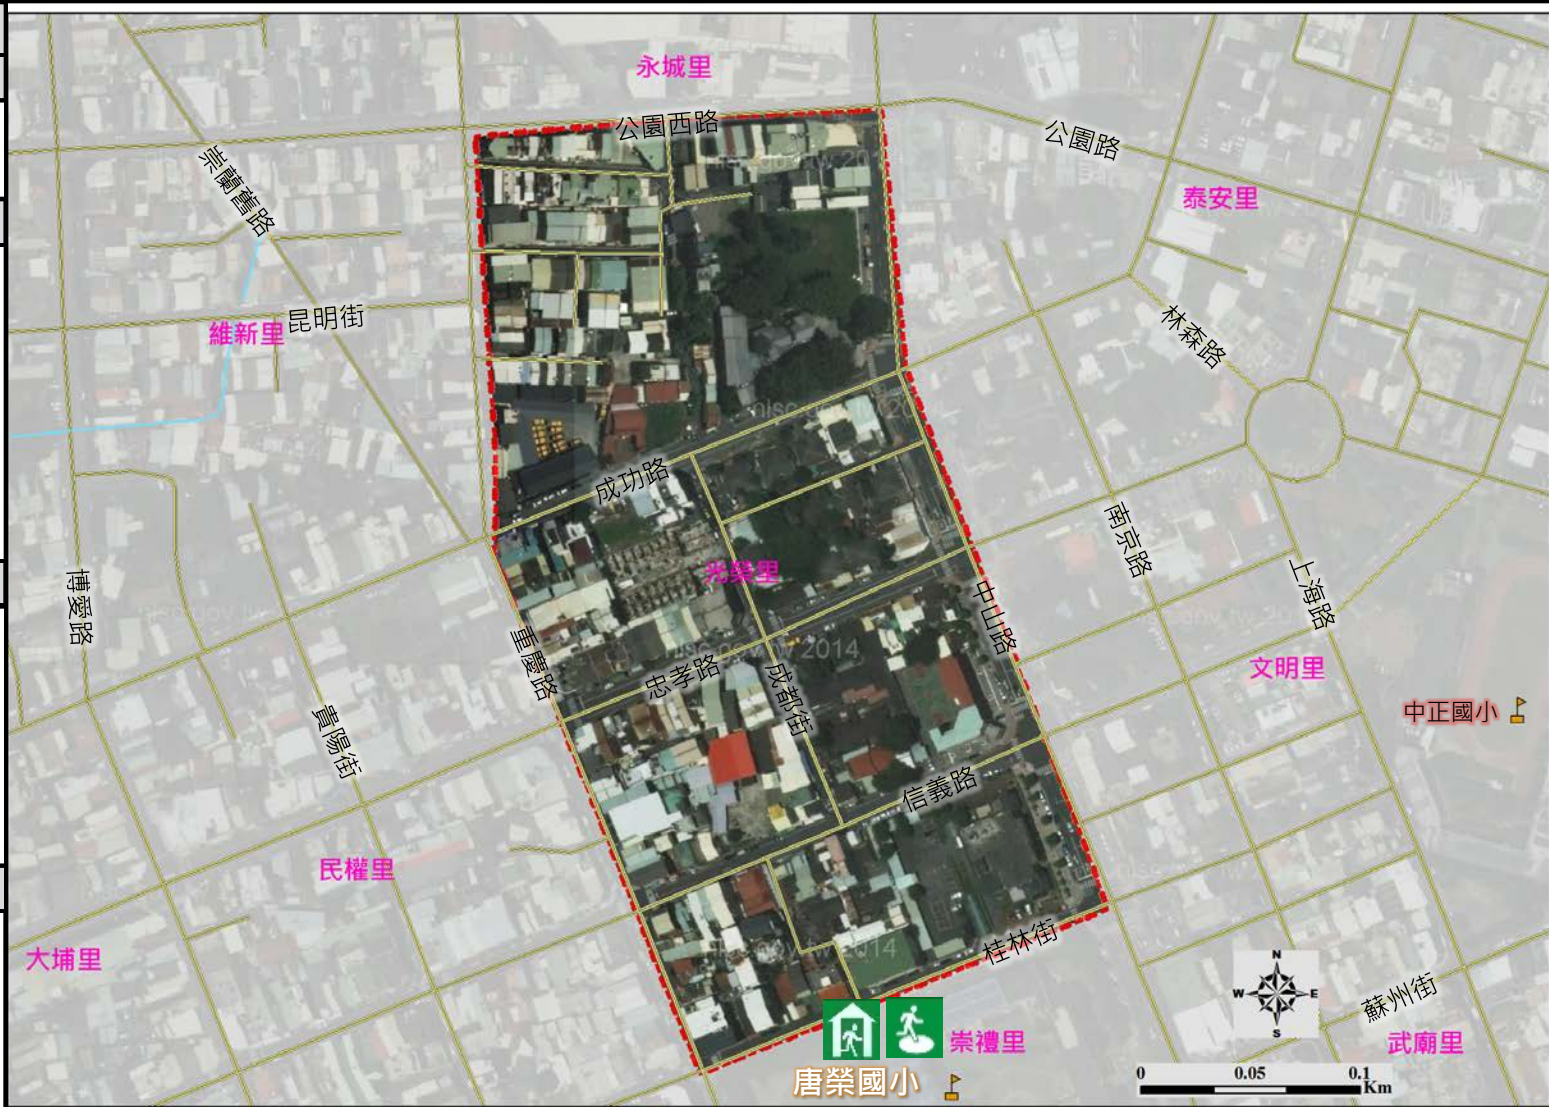 永城里
公園西路
公園路
崇蘭舊路
泰安里
昆明街
維新里
林森路
成功路
南京路
光榮里
上海路
博愛路
中山路
重慶路
忠孝路
成都街
文明里
貴陽街
中正國小
信義路
民權里
桂林街
大埔里
N
W
E
S
蘇州街
崇禮里
武廟里
唐榮國小
0
0.05
0.1
Km